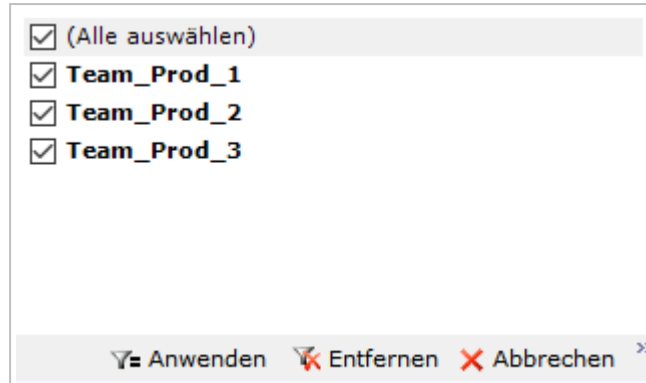 (Alle auswählen)
Team_Prod_1
Team_Prod_2
Team_Prod_3
Anwenden Entfernen Abbrechen